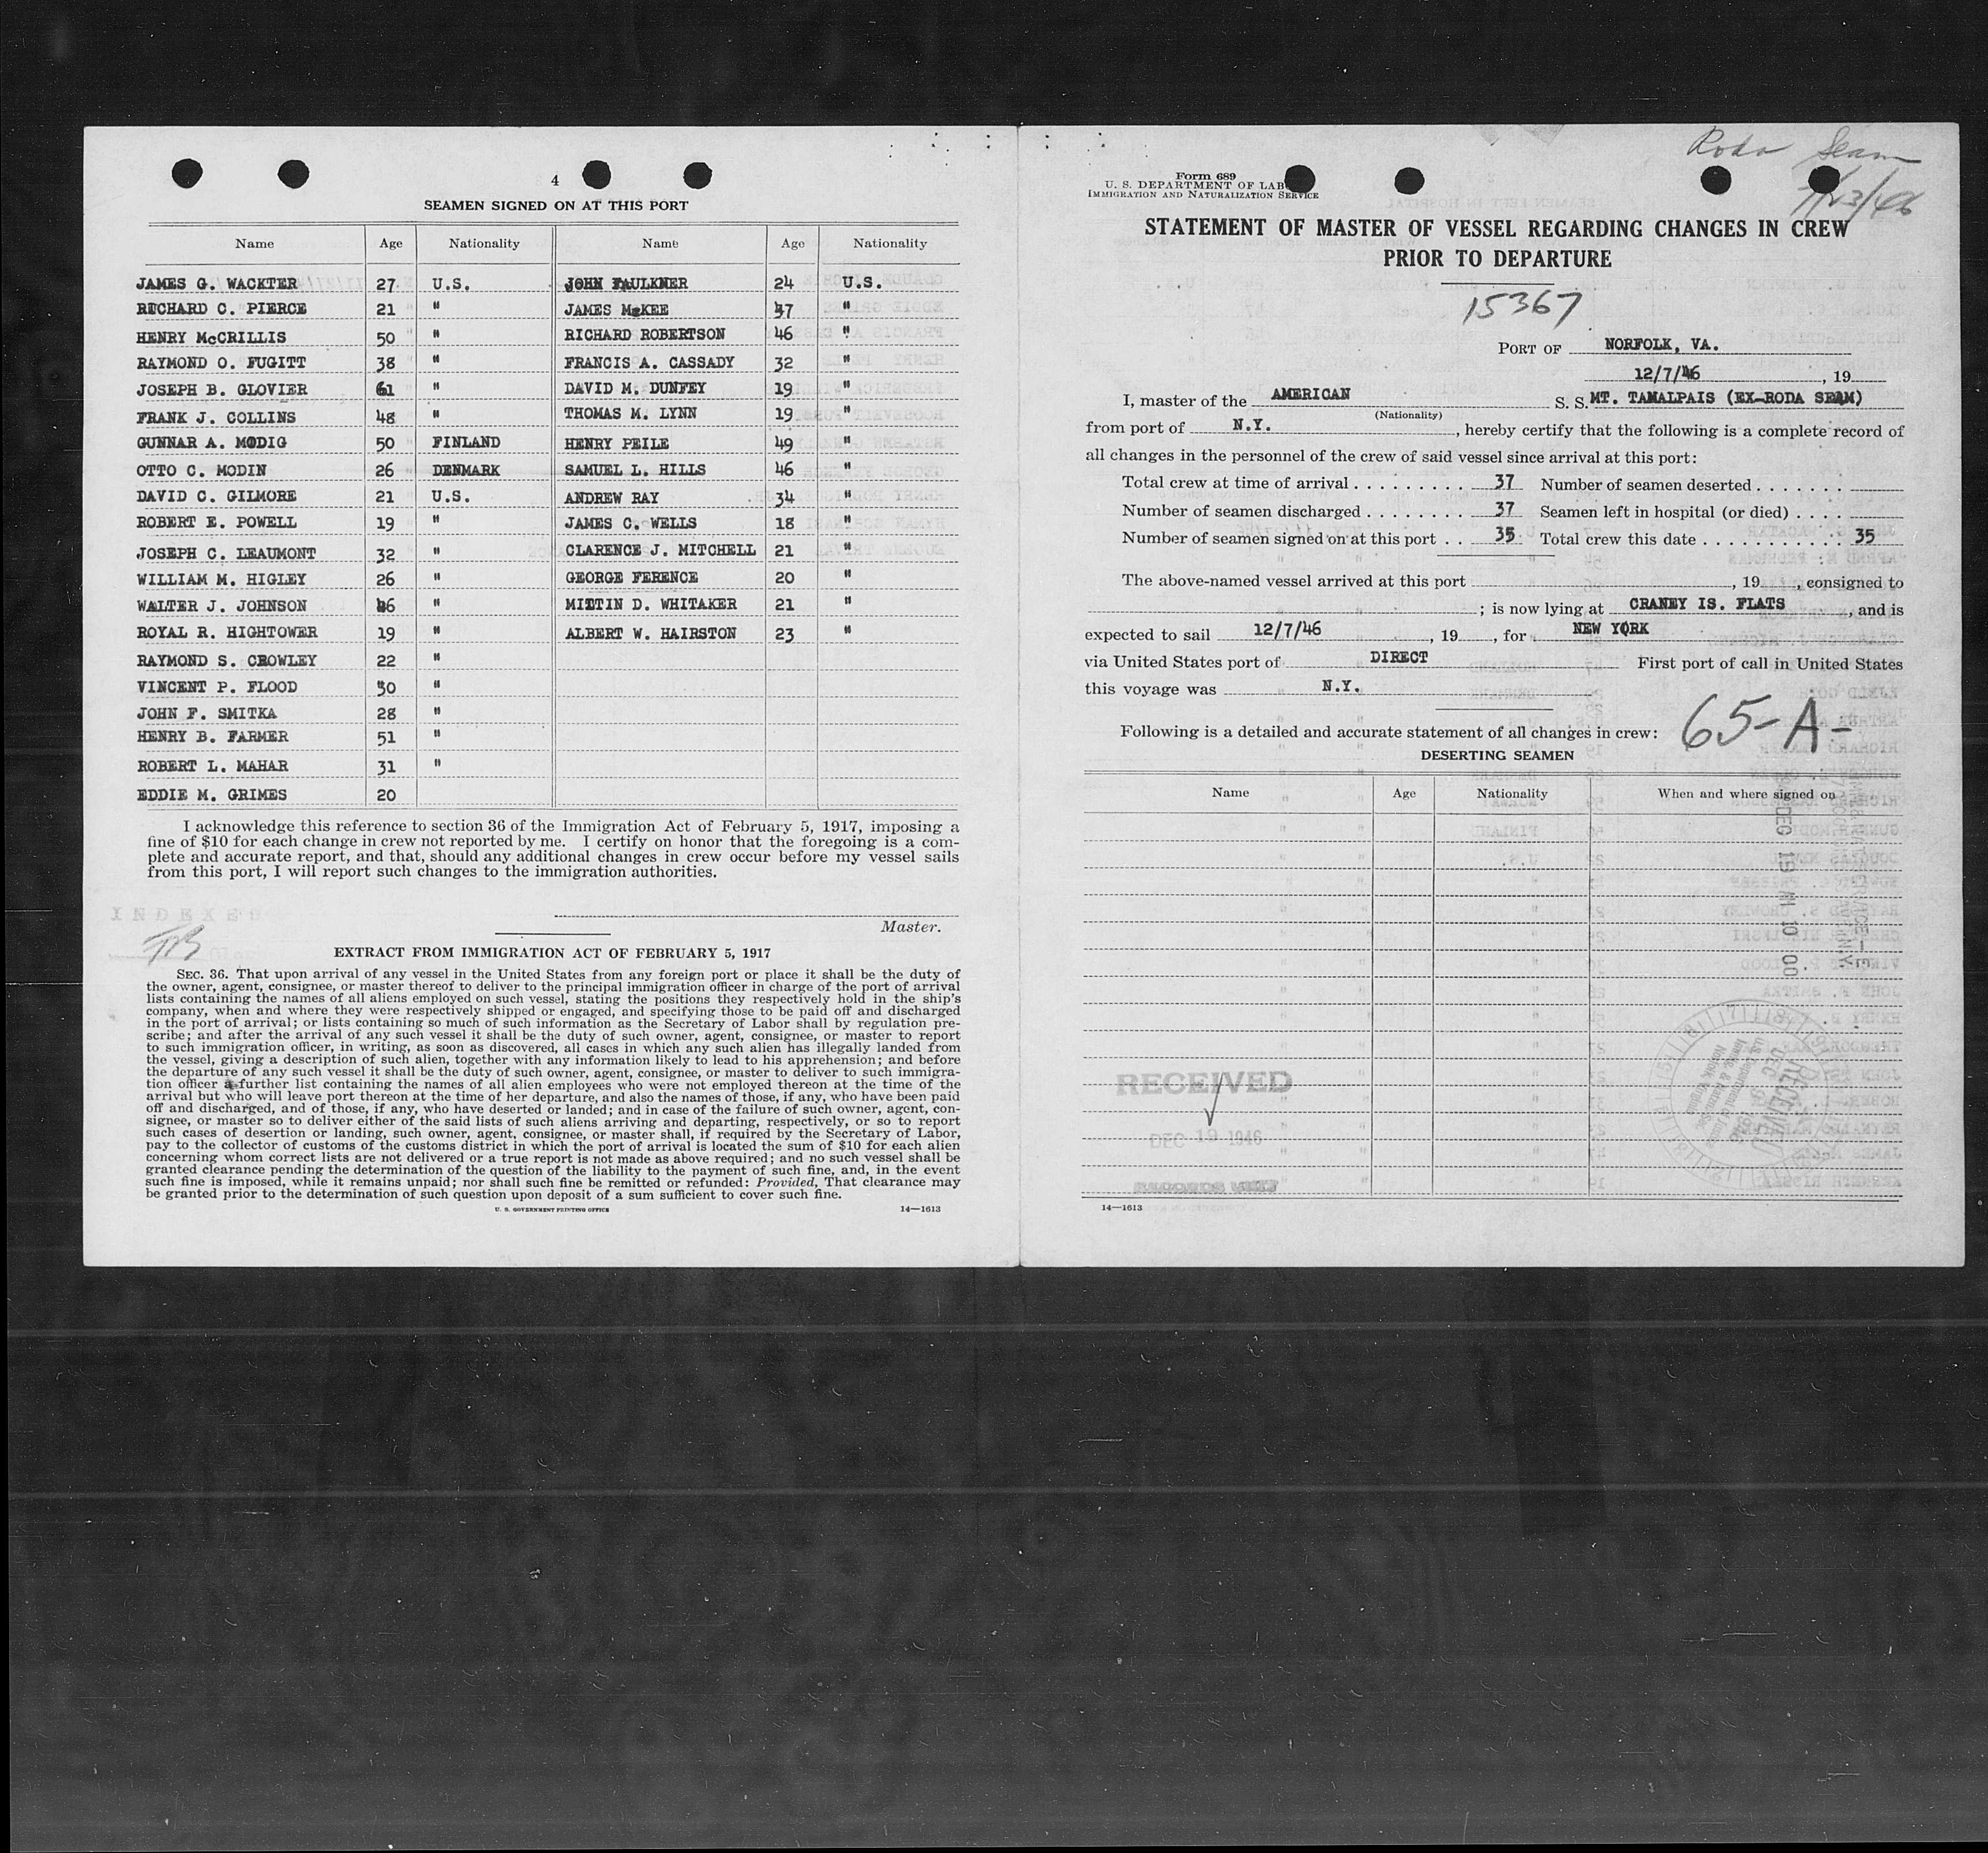 4
SEAMEN SIGNED ON AT THIS PORT
Name Age Nationality Name Age Nationality
JAMES G. WACKTER 27 U.S. JOHN FAULKNER 24 U.S.
RICHARD C. PIERCE 21 " JAMES McKEE 47 "
HENRY McCRILLIS 50 " RICHARD ROBERTSON 46 "
RAYMOND O. FUGITT 38 " FRANCIS A. CASSADY 32 "
JOSEPH B. GLOVIER 61 " DAVID M. DUNFEY 19 "
FRANK J. COLLINS 48 " THOMAS M. LYNN 19 "
GUNNAR A. MODIG 50 FINLAND HENRY PEILE 49 "
OTTO C. MODIN 26 DENMARK SAMUEL L. HILLS 46 "
DAVID C. GILMORE 21 U.S. ANDREW RAY 34 "
ROBERT E. POWELL 19 " JAMES C. WELLS 18 "
JOSEPH C. LEAUMONT 32 " CLARENCE J. MITCHELL 21 "
WILLIAM M. HIGLEY 26 " GEORGE FERENCE 20 "
WALTER J. JOHNSON 46 " MILTIN D. WHITAKER 21 "
ROYAL R. HIGHTOWER 19 " ALBERT W. HAIRSTON 23 "
RAYMOND S. CROWLEY 22 "
VINCENT P. FLOOD 30 "
JOHN F. SMITKA 28 "
HENRY B. FARMER 51 "
ROBERT L. MAHAR 31 "
EDDIE M. GRIMES 20
I acknowledge this reference to section 36 of the Immigration Act of February 5, 1917, imposing a
fine of $10 for each change in crew not reported by me. I certify on honor that the foregoing is a com-
plete and accurate report, and that, should any additional changes in crew occur before my vessel sails
from this port, I will report such changes to the immigration authorities.
INDEXED
Master.
EXTRACT FROM IMMIGRATION ACT OF FEBRUARY 5, 1917
SEC. 36. That upon arrival of any vessel in the United States from any foreign port or place it shall be the duty of
the owner, agent, consignee, or master thereof to deliver to the principal immigration officer in charge of the port of arrival
lists containing the names of all aliens employed on such vessel, stating the positions they respectively hold in the ship's
company, when and where they were respectively shipped or engaged, and specifying those to be paid off and discharged
in the port of arrival; or lists containing so much of such information as the Secretary of Labor shall by regulation pre-
scribe; and after the arrival of any such vessel it shall be the duty of such owner, agent, consignee, or master to report
to such immigration officer, in writing, as soon as discovered, all cases in which any such alien has illegally landed from
the vessel, giving a description of such alien, together with any information likely to lead to his apprehension; and before
the departure of any such vessel it shall be the duty of such owner, agent, consignee, or master to deliver to such immigra-
tion officer a further list containing the names of all alien employees who were not employed thereon at the time of the
arrival but who will leave port thereon at the time of her departure, and also the names of those, if any, who have been paid
off and discharged, and of those, if any, who have deserted or landed; and in case of the failure of such owner, agent, con-
signee, or master so to deliver either of the said lists of such aliens arriving and departing, respectively, or so to report
such cases of desertion or landing, such owner, agent, consignee, or master shall, if required by the Secretary of Labor,
pay to the collector of customs of the customs district in which the port of arrival is located the sum of $10 for each alien
concerning whom correct lists are not delivered or a true report is not made as above required; and no such vessel shall be
granted clearance pending the determination of the question of the liability to the payment of such fine, and, in the event
such fine is imposed, while it remains unpaid; nor shall such fine be remitted or refunded: Provided, That clearance may
be granted prior to the determination of such question upon deposit of a sum sufficient to cover such fine.
U. S. GOVERNMENT PRINTING OFFICE 14—1613
Roda Seam
7/23/46
Form 689
U. S. DEPARTMENT OF LAB
IMMIGRATION AND NATURALIZATION SERVICE
STATEMENT OF MASTER OF VESSEL REGARDING CHANGES IN CREW
PRIOR TO DEPARTURE
15367
PORT OF NORFOLK, VA.
12/7/46, 19
I, master of the AMERICAN S. S. MT. TAMALPAIS (EX-RODA SEAM)
(Nationality)
from port of N.Y., hereby certify that the following is a complete record of
all changes in the personnel of the crew of said vessel since arrival at this port:
Total crew at time of arrival . . . . . . . . . 37 Number of seamen deserted . . . . . . .
Number of seamen discharged . . . . . . . . 37 Seamen left in hospital (or died) . . . .
Number of seamen signed on at this port . . 35 Total crew this date . . . . . . . . . . . 35
The above-named vessel arrived at this port , 19 , consigned to
; is now lying at CRANEY IS. FLATS, and is
expected to sail 12/7/46, 19 , for NEW YORK
via United States port of DIRECT First port of call in United States
this voyage was N.Y.
65-A-
Following is a detailed and accurate statement of all changes in crew:
DESERTING SEAMEN
Name Age Nationality When and where signed on
DEC 19 AM 10 00
RECEIVED
DEC 19 1946
RECORDS UNIT
14—1613